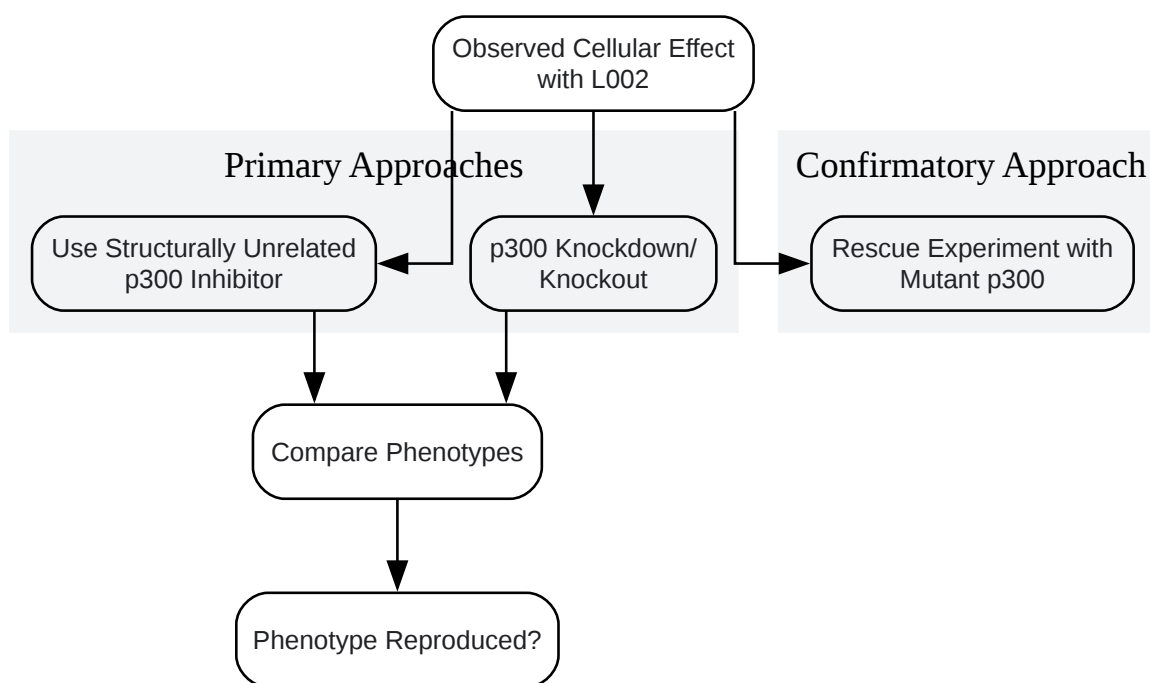 Observed Cellular Effect
with L002
Primary Approaches
Confirmatory Approach
Use Structurally Unrelated
p300 Inhibitor
p300 Knockdown/
Knockout
Rescue Experiment with
Mutant p300
Compare Phenotypes
Phenotype Reproduced?